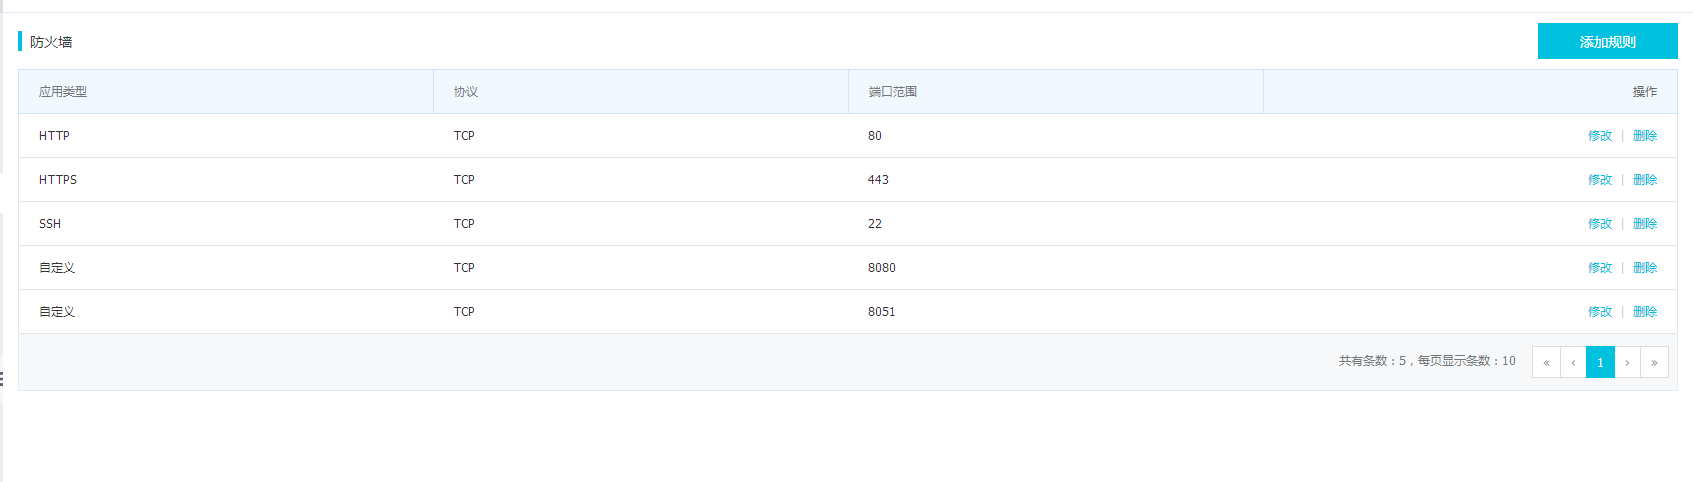 防火墙
添加规则
应用类型 协议 端口范围 操作
HTTP TCP 80 修改 | 删除
HTTPS TCP 443 修改 | 删除
SSH TCP 22 修改 | 删除
自定义 TCP 8080 修改 | 删除
自定义 TCP 8051 修改 | 删除
共有条数：5，每页显示条数：10 « ‹ 1 › »